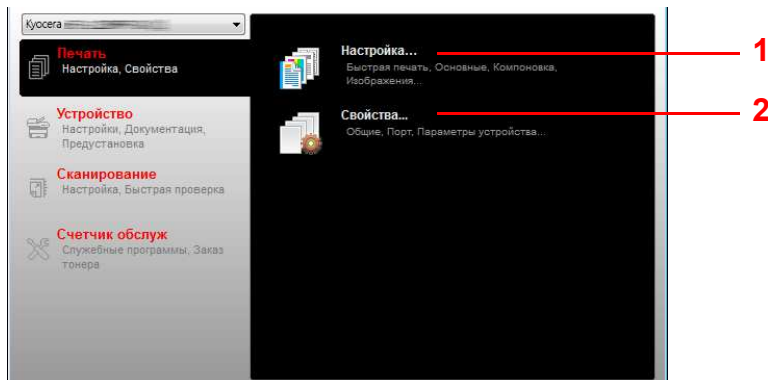 Kyocera
Печать
Настройка, Свойства
Устройство
Настройки, Документация,
Предустановка
Сканирование
Настройка, Быстрая проверка
Счетчик обслуж
Служебные программы, Заказ
тонера
Настройка...
Быстрая печать, Основные, Компоновка,
Изображения...
Свойства...
Общие, Порт, Параметры устройства...
1
2